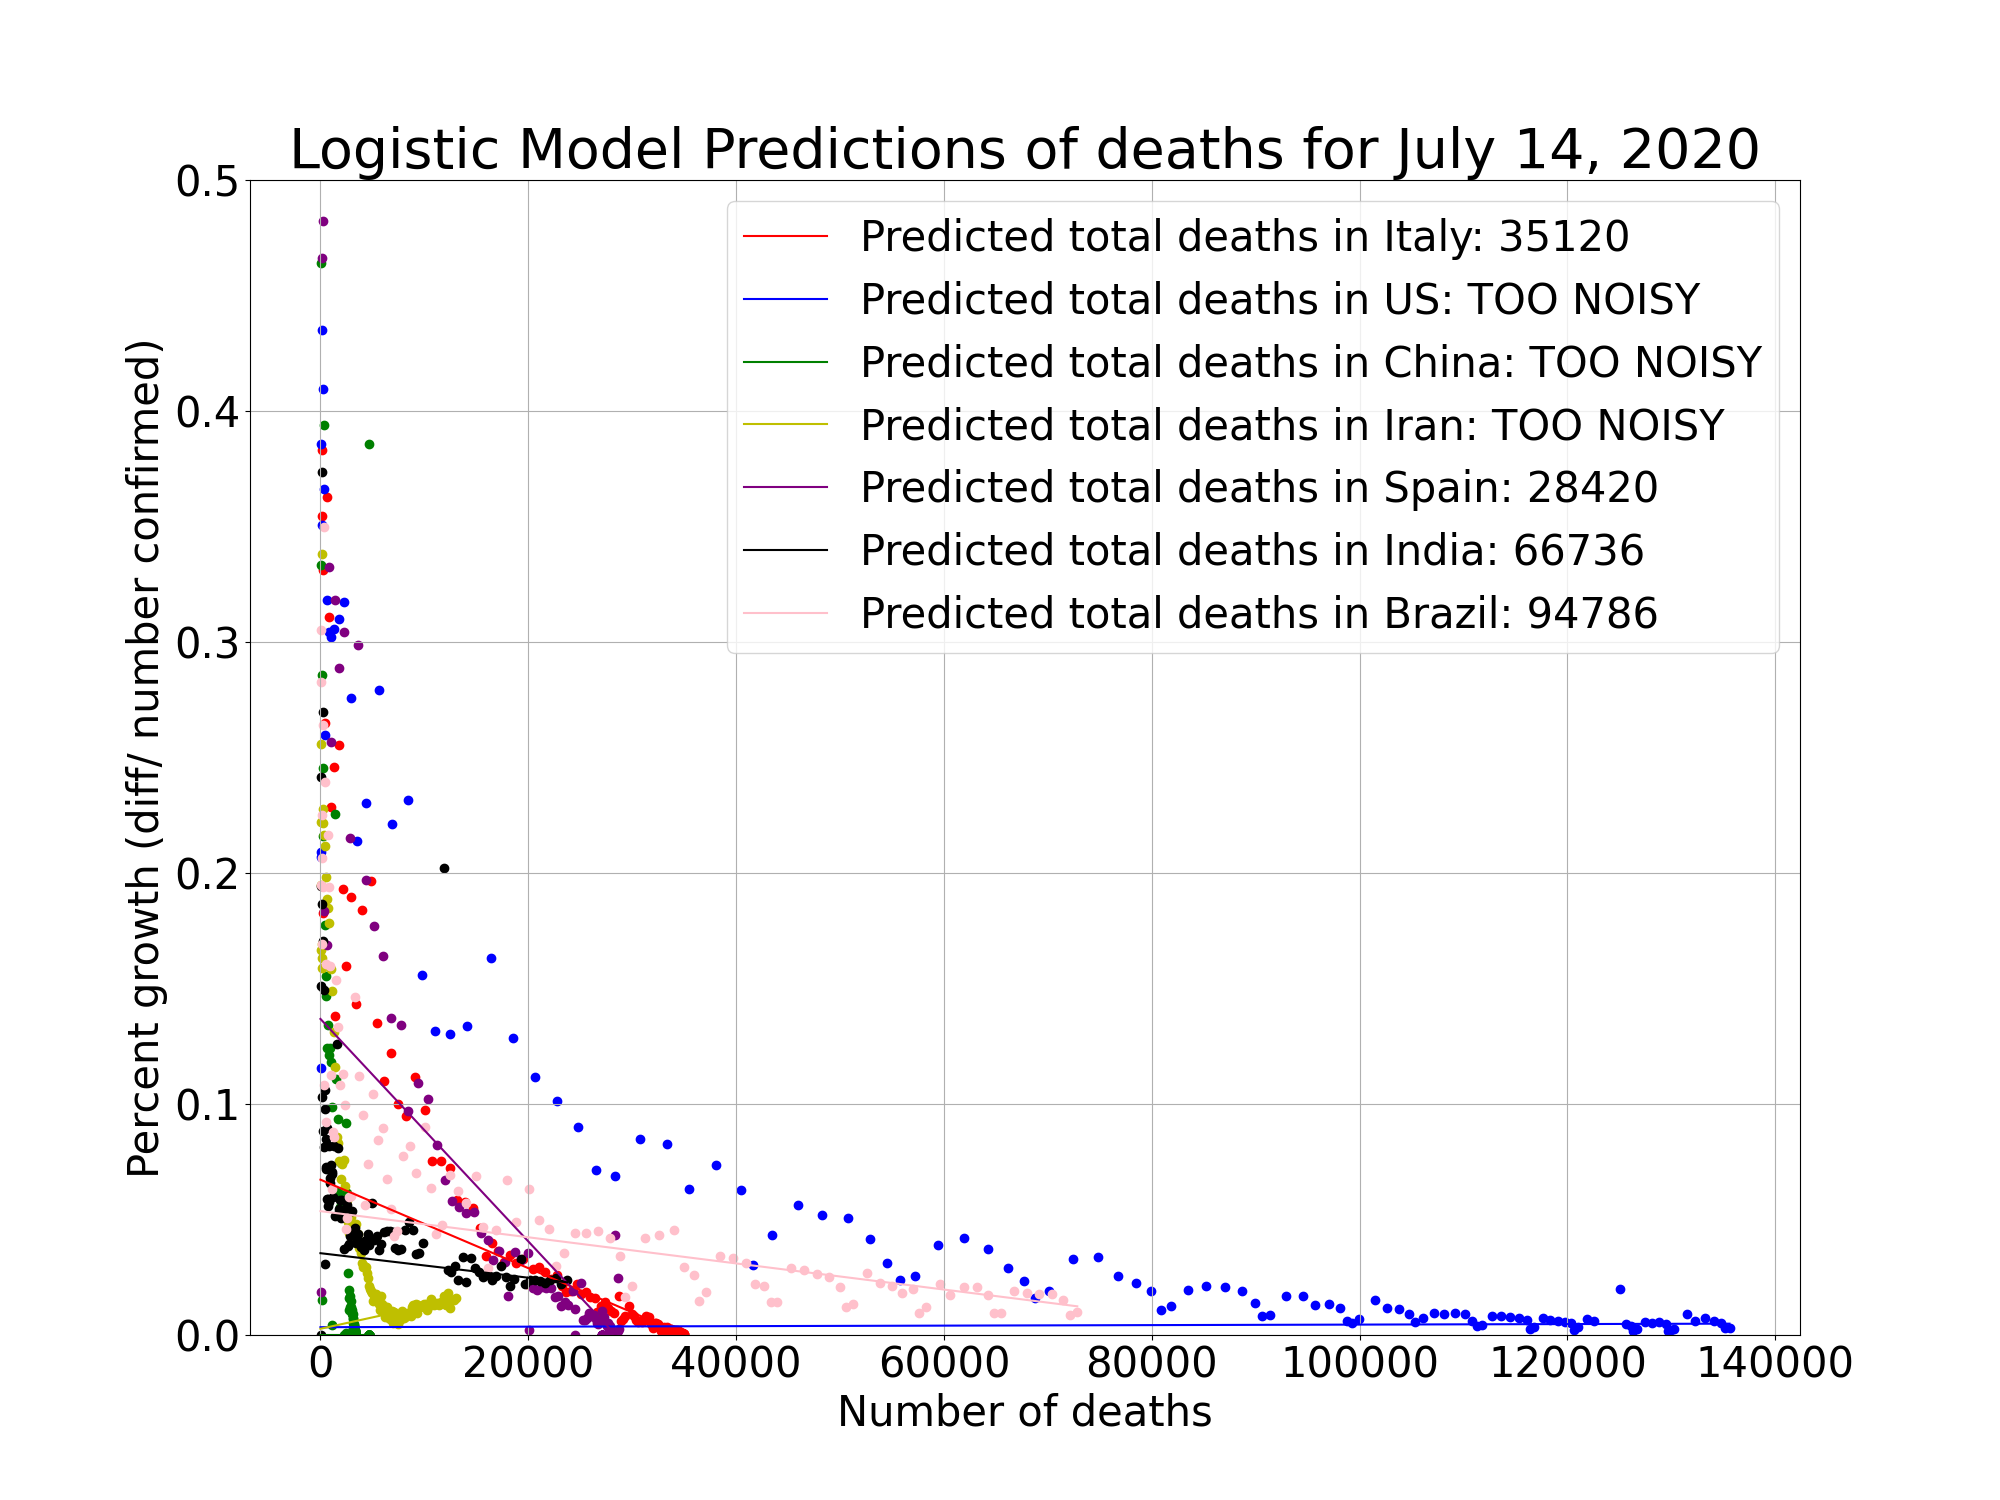 Logistic Model Predictions of deaths for July 14, 2020
0.5
0.4
0.3
0.2
0.1
0.0
Percent growth (diff/ number confirmed)
Predicted total deaths in Italy: 35120
Predicted total deaths in US: TOO NOISY
Predicted total deaths in China: TOO NOISY
Predicted total deaths in Iran: TOO NOISY
Predicted total deaths in Spain: 28420
Predicted total deaths in India: 66736
Predicted total deaths in Brazil: 94786
0 20000 40000 60000 80000 100000 120000 140000
Number of deaths